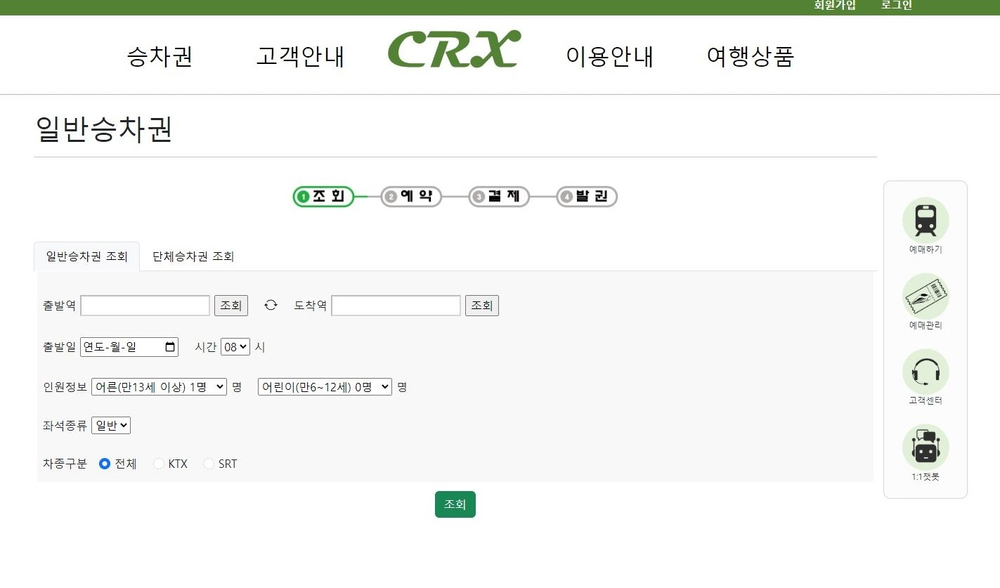 회원가입 로그인
승차권 고객안내 CRX 이용안내 여행상품
일반승차권
1 조 회 2 예 약 3 결 제 4 발 권
일반승차권 조회 단체승차권 조회
출발역 조회 도착역 조회
출발일 연도-월-일 시간 08 시
인원정보 어른(만13세 이상) 1명 명 어린이(만6~12세) 0명 명
좌석종류 일반
차종구분 전체 KTX SRT
조회
예매하기
예매관리
고객센터
1:1챗봇